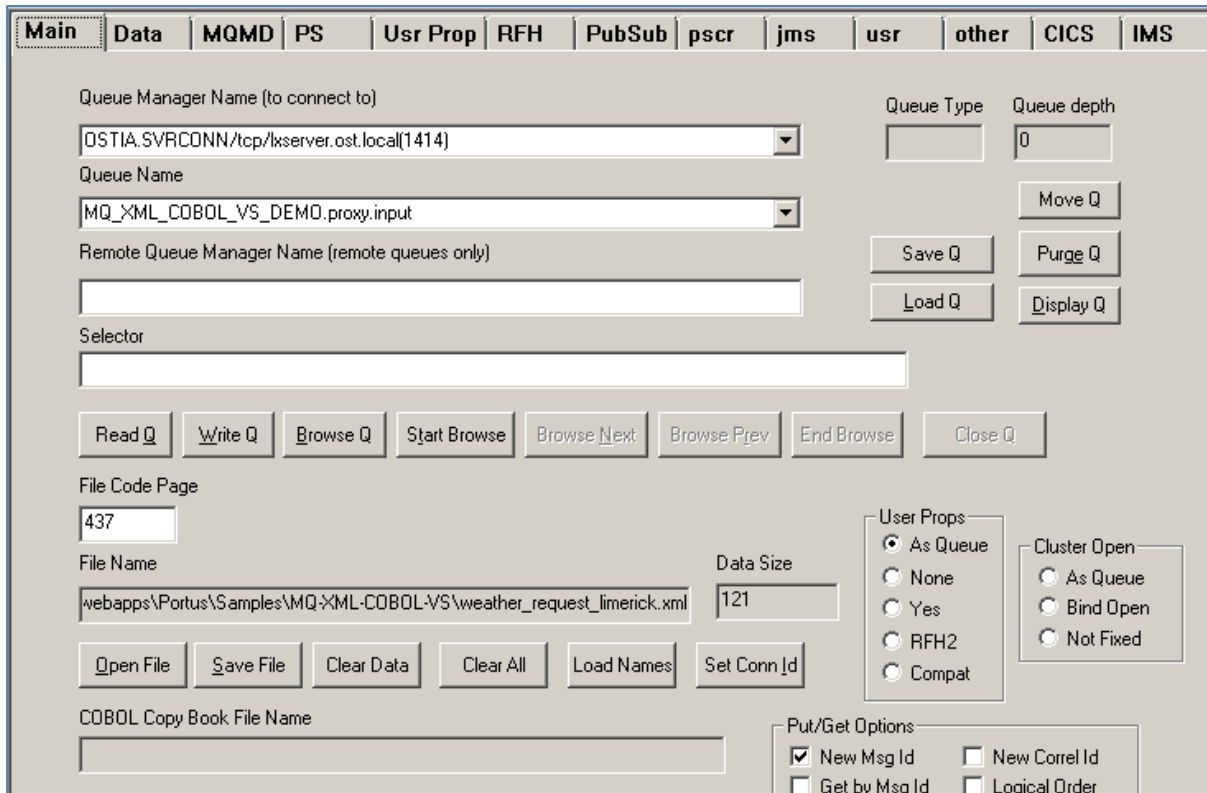 Main Data MQMD PS Usr Prop RFH PubSub pscr jms usr other CICS IMS
Queue Manager Name (to connect to)
Queue Type Queue depth
OSTIA.SVRCONN/tcp/lxserver.ost.local(1414)
0
Queue Name
MQ_XML_COBOL_VS_DEMO.proxy.input
Move Q
Remote Queue Manager Name (remote queues only)
Save Q Purge Q
Load Q Display Q
Selector
Read Q Write Q Browse Q Start Browse Browse Next Browse Prev End Browse Close Q
File Code Page
437
User Props
As Queue
None
Yes
RFH2
Compat
Cluster Open
As Queue
Bind Open
Not Fixed
File Name
Data Size
webapps\Portus\Samples\MQ-XML-COBOL-VS\weather_request_limerick.xml
121
Open File Save File Clear Data Clear All Load Names Set Conn Id
COBOL Copy Book File Name
Put/Get Options
New Msg Id New Correl Id
Get by Msg Id Logical Order